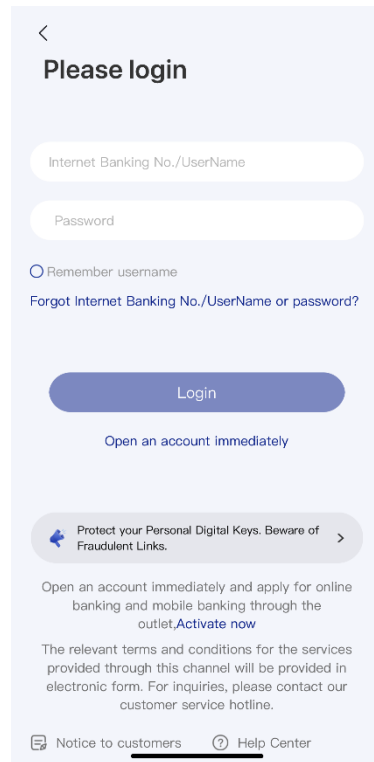 Please login
Internet Banking No./UserName
Password
Remember username
Forgot Internet Banking No./UserName or password?
Login
Open an account immediately
Protect your Personal Digital Keys. Beware of
Fraudulent Links.
Open an account immediately and apply for online
banking and mobile banking through the
outlet,Activate now
The relevant terms and conditions for the services
provided through this channel will be provided in
electronic form. For inquiries, please contact our
customer service hotline.
Notice to customers
Help Center